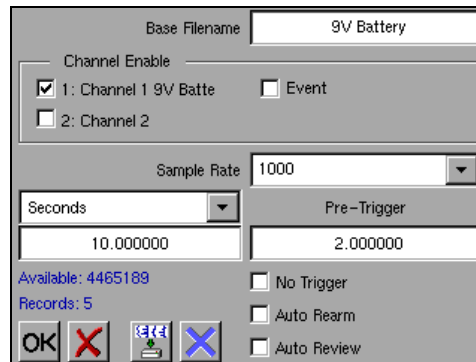 Base Filename 9V Battery
Channel Enable
1: Channel 1 9V Batte Event
2: Channel 2
Sample Rate 1000
Seconds Pre-Trigger
10.000000 2.000000
Available: 4465189
No Trigger
Records: 5
Auto Rearm
OK
Auto Review